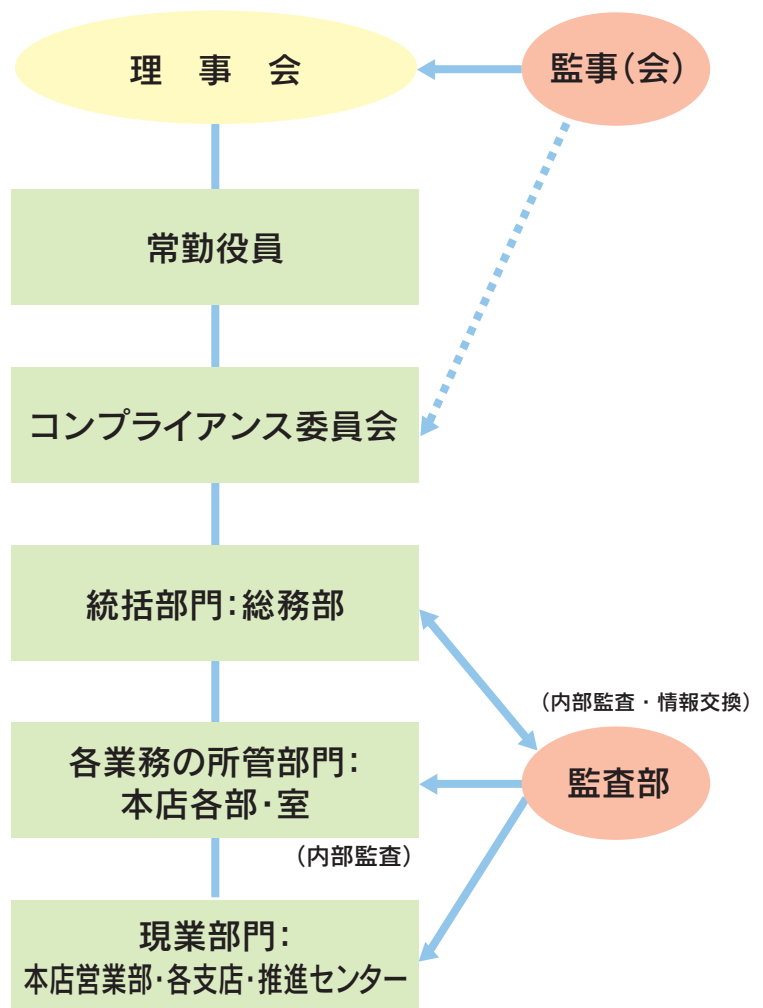 理　事　会
監事（会）
常勤役員
コンプライアンス委員会
統括部門：総務部
（内部監査・情報交換）
各業務の所管部門：
本店各部・室
監査部
（内部監査）
現業部門：
本店営業部・各支店・推進センター